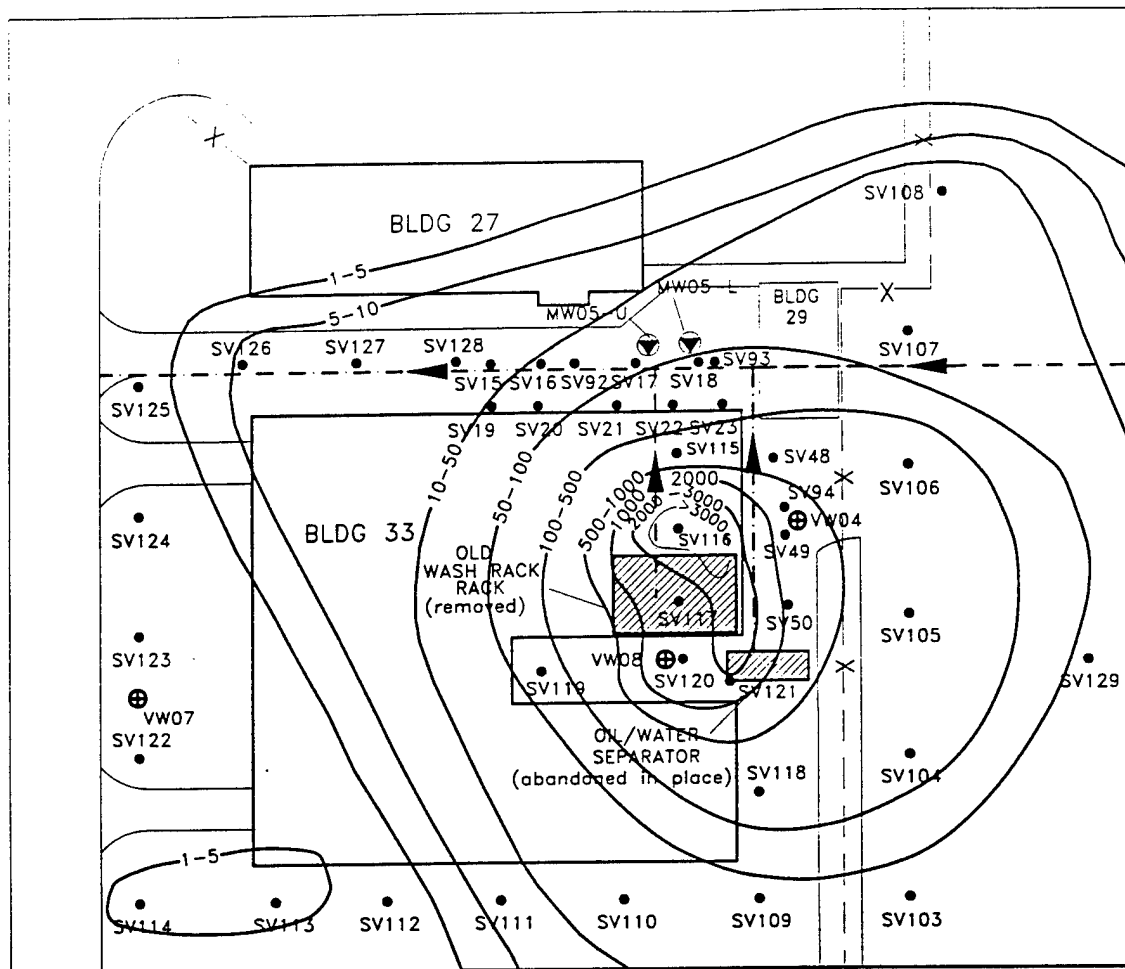 SV108
BLDG 27
1-5
5-10
MW05-L
MW05-U
BLDG
29
SV126
SV127
SV128
SV15
SV16
SV92
SV17
SV18
SV93
SV107
SV125
SV19
SV20
SV21
SV22
SV23
SV115
SV48
SV106
10-50
50-100
100-500
500-1000
1000
2000
2000-3000
>3000
SV94
VW04
SV116
SV49
SV124
BLDG 33
OLD
WASH RACK
RACK
(removed)
SV117
SV50
SV105
SV123
VW08
SV120
SV119
SV121
SV129
VW07
SV122
OIL/WATER
SEPARATOR
(abandoned in place)
SV118
SV104
1-5
SV114
SV113
SV112
SV111
SV110
SV109
SV103